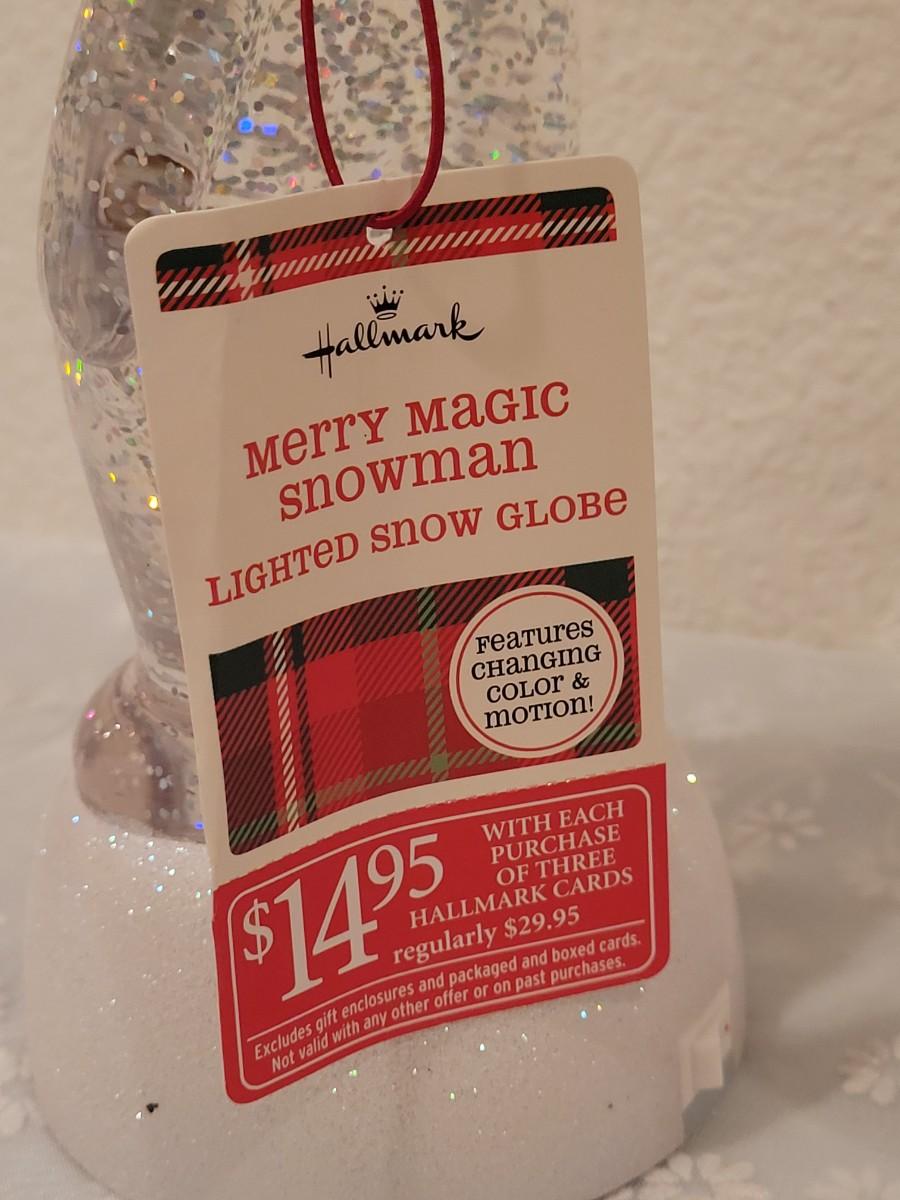 Hallmark
Merry Magic
Snowman
LIGHTED SNOW GLOBE
FEATURES
CHANGING
COLOR &
MOTION!
$1495
WITH EACH
PURCHASE
OF THREE
HALLMARK CARDS
regularly $29.95
Excludes gift enclosures and packaged and boxed cards.
Not valid with any other offer or on past purchases.